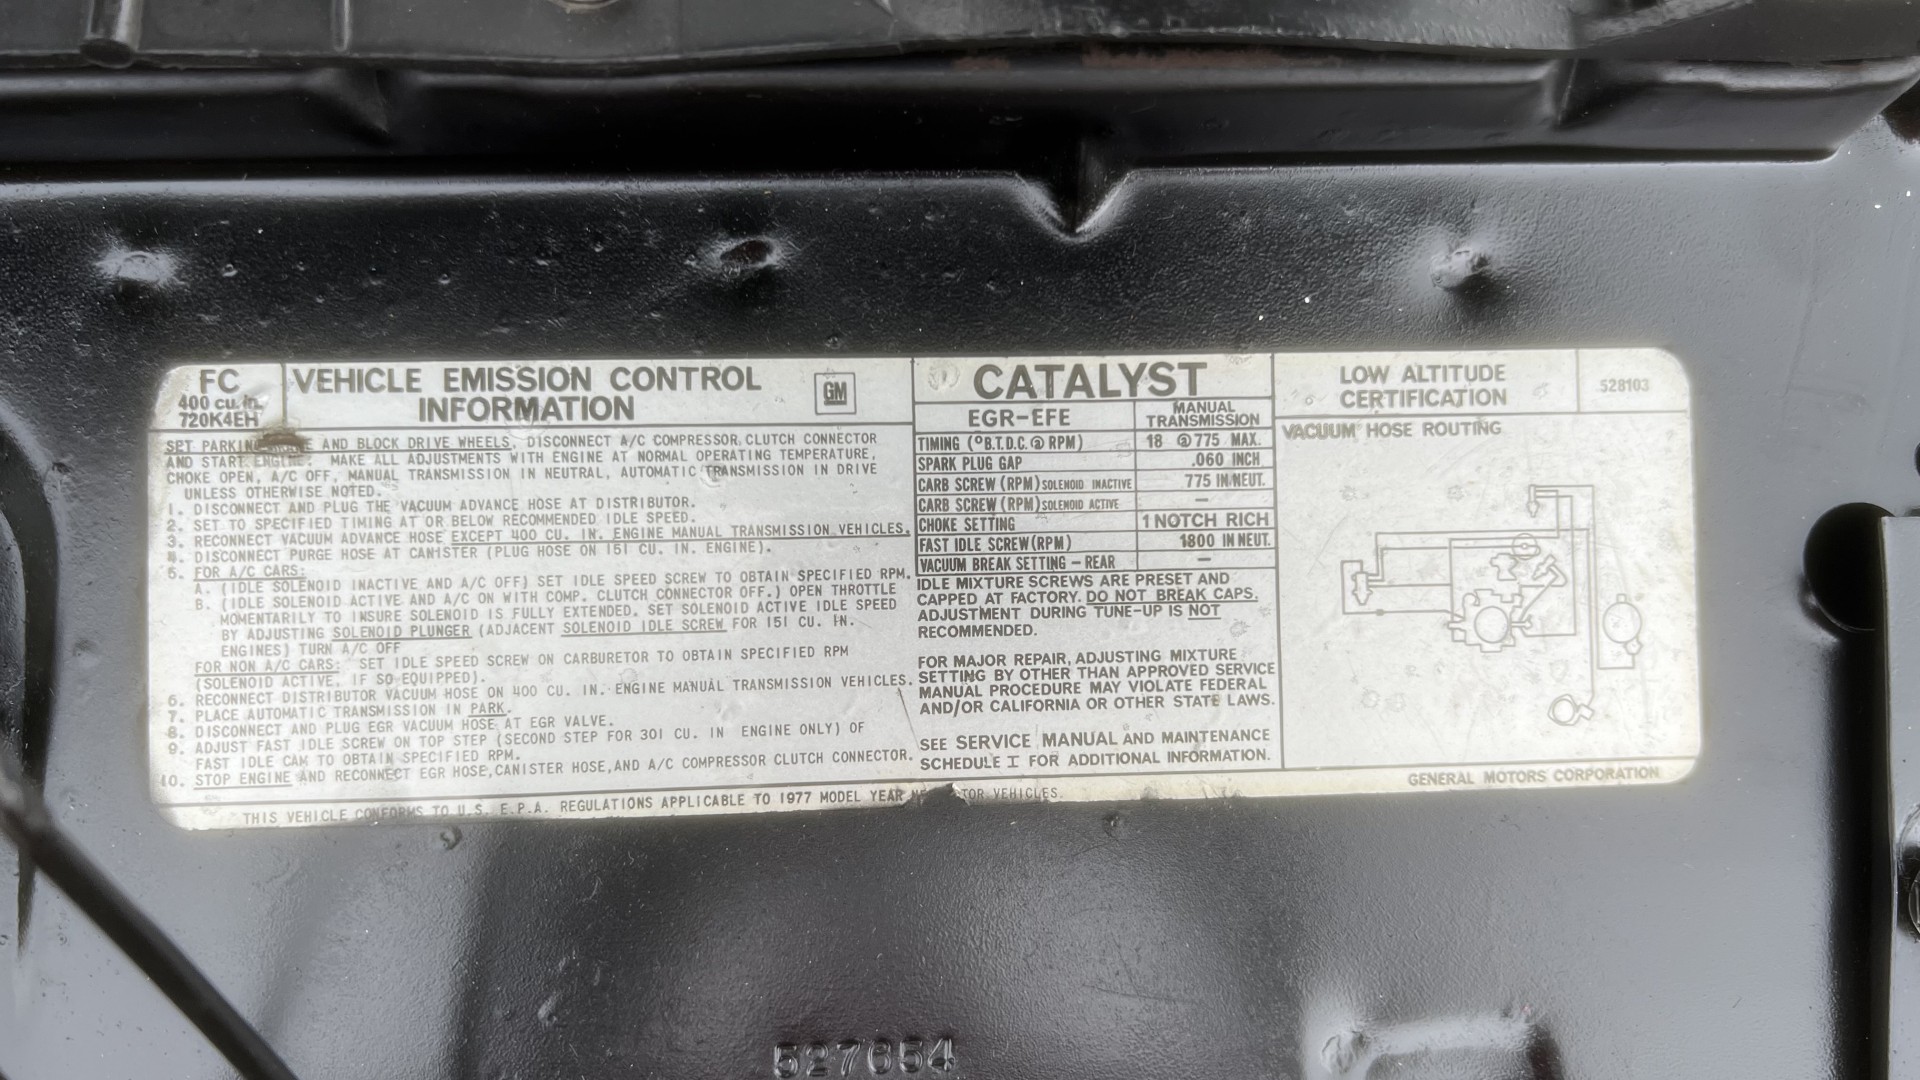 FC
400 cu. in.
720K4EH
VEHICLE EMISSION CONTROL
INFORMATION
GM
SET PARKING AND BLOCK DRIVE WHEELS. DISCONNECT A/C COMPRESSOR CLUTCH CONNECTOR
AND START ENGINE. MAKE ALL ADJUSTMENTS WITH ENGINE AT NORMAL OPERATING TEMPERATURE,
CHOKE OPEN, A/C OFF, MANUAL TRANSMISSION IN NEUTRAL, AUTOMATIC TRANSMISSION IN DRIVE
UNLESS OTHERWISE NOTED.
1. DISCONNECT AND PLUG THE VACUUM ADVANCE HOSE AT DISTRIBUTOR.
2. SET TO SPECIFIED TIMING AT OR BELOW RECOMMENDED IDLE SPEED.
3. RECONNECT VACUUM ADVANCE HOSE EXCEPT 400 CU. IN. ENGINE MANUAL TRANSMISSION VEHICLES.
4. DISCONNECT PURGE HOSE AT CANISTER (PLUG HOSE ON 151 CU. IN. ENGINE).
5. FOR A/C CARS:
A. (IDLE SOLENOID INACTIVE AND A/C OFF) SET IDLE SPEED SCREW TO OBTAIN SPECIFIED RPM.
B. (IDLE SOLENOID ACTIVE AND A/C ON WITH COMP. CLUTCH CONNECTOR OFF.) OPEN THROTTLE
MOMENTARILY TO INSURE SOLENOID IS FULLY EXTENDED. SET SOLENOID ACTIVE IDLE SPEED
BY ADJUSTING SOLENOID PLUNGER (ADJACENT SOLENOID IDLE SCREW FOR 151 CU. IN.
ENGINES) TURN A/C OFF
FOR NON A/C CARS: SET IDLE SPEED SCREW ON CARBURETOR TO OBTAIN SPECIFIED RPM
(SOLENOID ACTIVE, IF SO EQUIPPED).
6. RECONNECT DISTRIBUTOR VACUUM HOSE ON 400 CU. IN. ENGINE MANUAL TRANSMISSION VEHICLES.
7. PLACE AUTOMATIC TRANSMISSION IN PARK.
8. DISCONNECT AND PLUG EGR VACUUM HOSE AT EGR VALVE.
9. ADJUST FAST IDLE SCREW ON TOP STEP (SECOND STEP FOR 301 CU. IN ENGINE ONLY) OF
FAST IDLE CAM TO OBTAIN SPECIFIED RPM.
10. STOP ENGINE AND RECONNECT EGR HOSE, CANISTER HOSE, AND A/C COMPRESSOR CLUTCH CONNECTOR.
THIS VEHICLE CONFORMS TO U.S. E.P.A. REGULATIONS APPLICABLE TO 1977 MODEL YEAR VEHICLES.
CATALYST
EGR-EFE MANUAL TRANSMISSION
TIMING (°B.T.D.C.@ RPM) 18 @ 775 MAX.
SPARK PLUG GAP .060 INCH
CARB SCREW (RPM) SOLENOID INACTIVE 775 IN NEUT.
CARB SCREW (RPM) SOLENOID ACTIVE —
CHOKE SETTING 1 NOTCH RICH
FAST IDLE SCREW (RPM) 1800 IN NEUT.
VACUUM BREAK SETTING - REAR —
IDLE MIXTURE SCREWS ARE PRESET AND
CAPPED AT FACTORY. DO NOT BREAK CAPS.
ADJUSTMENT DURING TUNE-UP IS NOT
RECOMMENDED.
FOR MAJOR REPAIR, ADJUSTING MIXTURE
SETTING BY OTHER THAN APPROVED SERVICE
MANUAL PROCEDURE MAY VIOLATE FEDERAL
AND/OR CALIFORNIA OR OTHER STATE LAWS.
SEE SERVICE MANUAL AND MAINTENANCE
SCHEDULE I FOR ADDITIONAL INFORMATION.
LOW ALTITUDE
CERTIFICATION
528103
VACUUM HOSE ROUTING
GENERAL MOTORS CORPORATION
527654